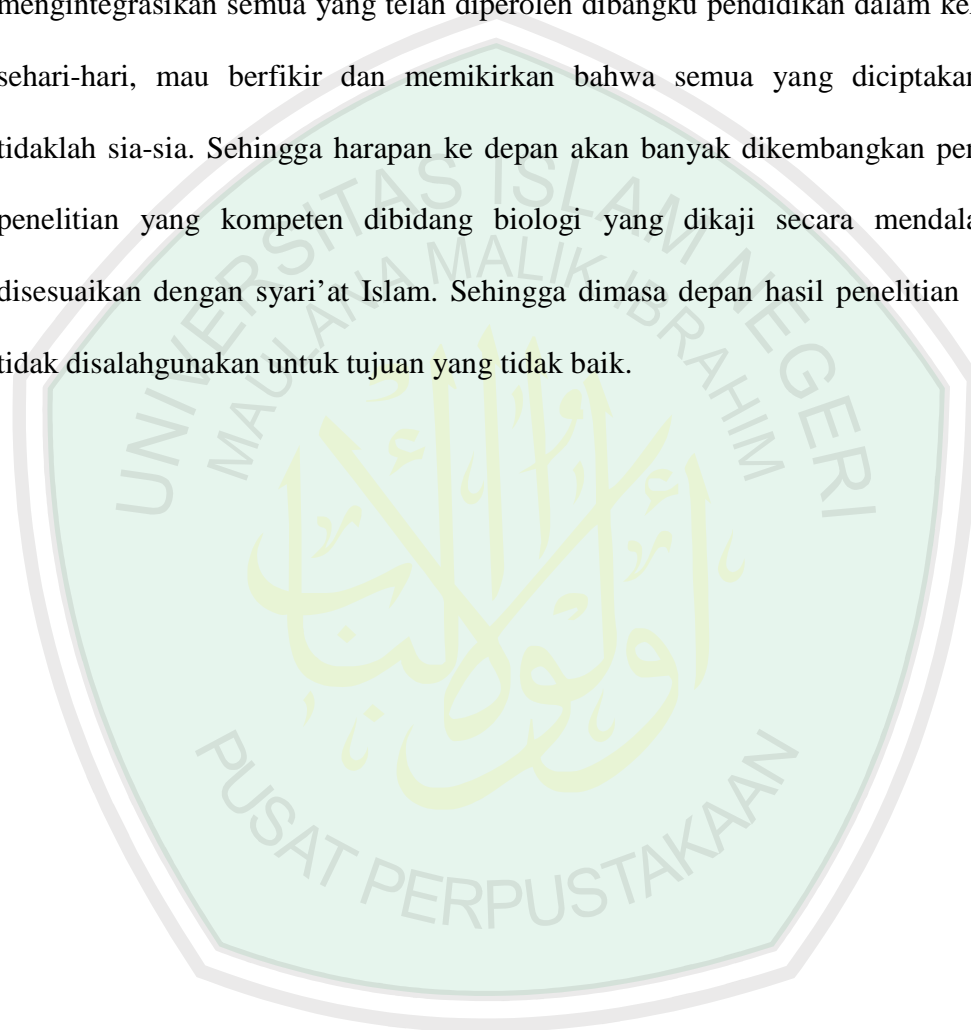 mengintegrasikan semua yang telah diperoleh dibangku pendidikan dalam
sehari-hari, mau berfikir dan memikirkan bahwa semua yang diciptakan
tidaklah sia-sia. Sehingga harapan ke depan akan banyak dikembangkan
penelitian yang kompeten dibidang biologi yang dikaji secara
disesuaikan dengan syari’at Islam. Sehingga dimasa depan hasil penelitian
tidak disalahgunakan untuk tujuan yang tidak baik.
UNIVERSITAS ISLAM NEGERI
MAULANA MALIK IBRAHIM
أولوا الألباب
PUSAT PERPUSTAKAAN